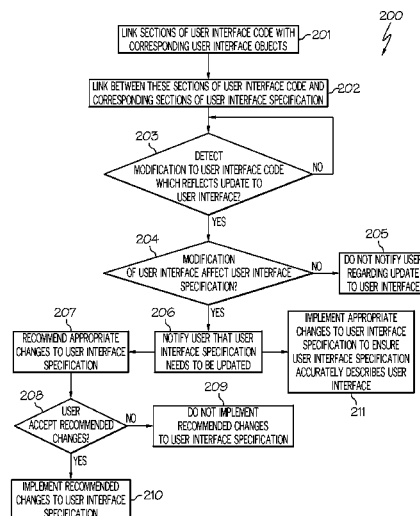 200
LINK SECTIONS OF USER INTERFACE CODE WITH
CORRESPONDING USER INTERFACE OBJECTS
201
LINK BETWEEN THESE SECTIONS OF USER INTERFACE CODE AND
CORRESPONDING SECTIONS OF USER INTERFACE SPECIFICATION
202
203
DETECT
MODIFICATION TO USER INTERFACE CODE
WHICH REFLECTS UPDATE TO
USER INTERFACE?
NO
YES
204
MODIFICATION
OF USER INTERFACE AFFECT USER INTERFACE
SPECIFICATION?
NO
205
DO NOT NOTIFY USER
REGARDING UPDATE
TO USER INTERFACE
YES
207
RECOMMEND APPROPRIATE
CHANGES TO USER INTERFACE
SPECIFICATION
206
NOTIFY USER THAT USER
INTERFACE SPECIFICATION
NEEDS TO BE UPDATED
IMPLEMENT APPROPRIATE
CHANGES TO USER INTERFACE
SPECIFICATION TO ENSURE
USER INTERFACE SPECIFICATION
ACCURATELY DESCRIBES USER
INTERFACE
211
208
USER
ACCEPT RECOMMENDED
CHANGES?
NO
209
DO NOT IMPLEMENT
RECOMMENDED CHANGES
TO USER INTERFACE SPECIFICATION
YES
IMPLEMENT RECOMMENDED
CHANGES TO USER INTERFACE
SPECIFICATION
210